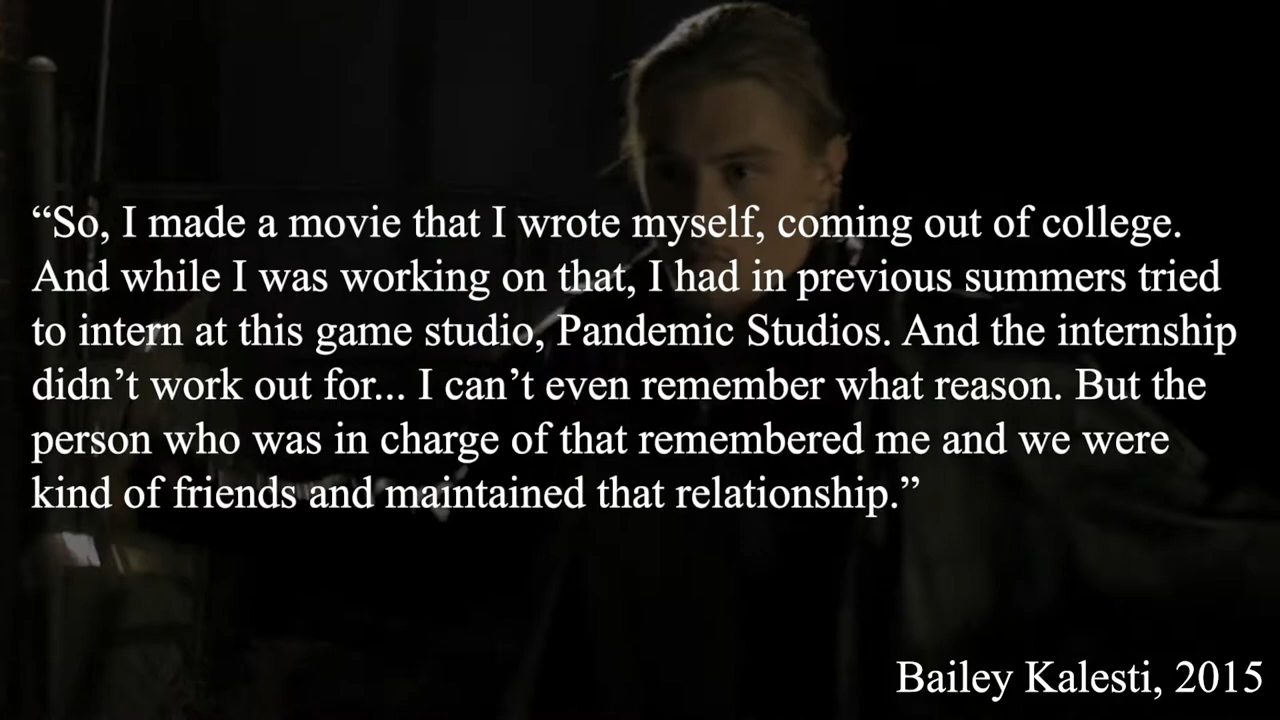 “So, I made a movie that I wrote myself, coming out of college.
And while I was working on that, I had in previous summers tried
to intern at this game studio, Pandemic Studios. And the internship
didn’t work out for... I can’t even remember what reason. But the
person who was in charge of that remembered me and we were
kind of friends and maintained that relationship.”
Bailey Kalesti, 2015